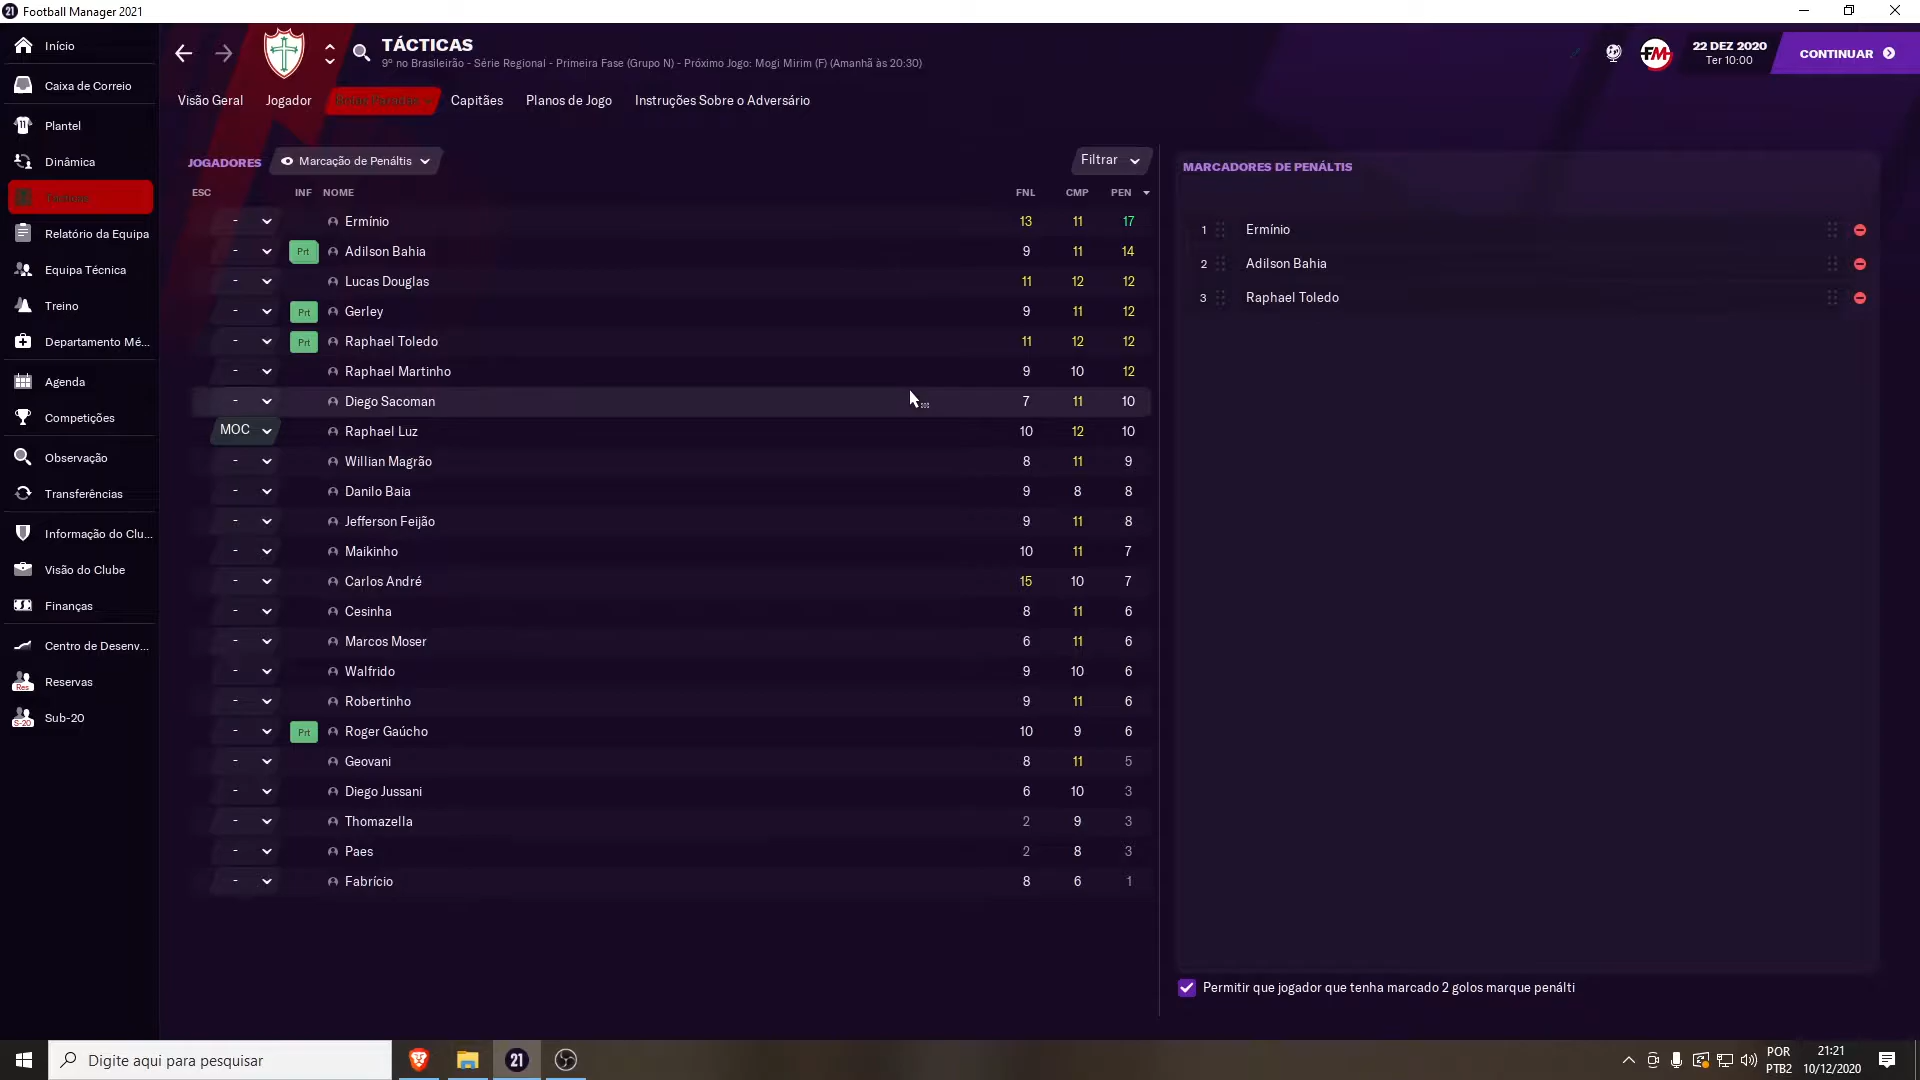 Football Manager 2021
Início
Caixa de Correio
Plantel
Dinâmica
Tácticas
Relatório da Equipa
Equipa Técnica
Treino
Departamento Mé...
Agenda
Competições
Observação
Transferências
Informação do Clu...
Visão do Clube
Finanças
Centro de Desenv...
Reservas
Sub-20
TÁCTICAS
9º no Brasileirão - Série Regional - Primeira Fase (Grupo N) - Próximo Jogo: Mogi Mirim (F) (Amanhã às 20:30)
22 DEZ 2020
Ter 10:00
CONTINUAR
Visão Geral Jogador Bolas Paradas Capitães Planos de Jogo Instruções Sobre o Adversário
JOGADORES Marcação de Penáltis Filtrar
ESC INF NOME FNL CMP PEN
- Ermínio 13 11 17
- Prt Adilson Bahia 9 11 14
- Lucas Douglas 11 12 12
- Prt Gerley 9 11 12
- Prt Raphael Toledo 11 12 12
- Raphael Martinho 9 10 12
- Diego Sacoman 7 11 10
MOC Raphael Luz 10 12 10
- Willian Magrão 8 11 9
- Danilo Baia 9 8 8
- Jefferson Feijão 9 11 8
- Maikinho 10 11 7
- Carlos André 15 10 7
- Cesinha 8 11 6
- Marcos Moser 6 11 6
- Walfrido 9 10 6
- Robertinho 9 11 6
- Prt Roger Gaúcho 10 9 6
- Geovani 8 11 5
- Diego Jussani 6 10 3
- Thomazella 2 9 3
- Paes 2 8 3
- Fabrício 8 6 1
MARCADORES DE PENÁLTIS
1 Ermínio
2 Adilson Bahia
3 Raphael Toledo
Permitir que jogador que tenha marcado 2 golos marque penálti
Digite aqui para pesquisar
21
POR
PTB2
21:21
10/12/2020